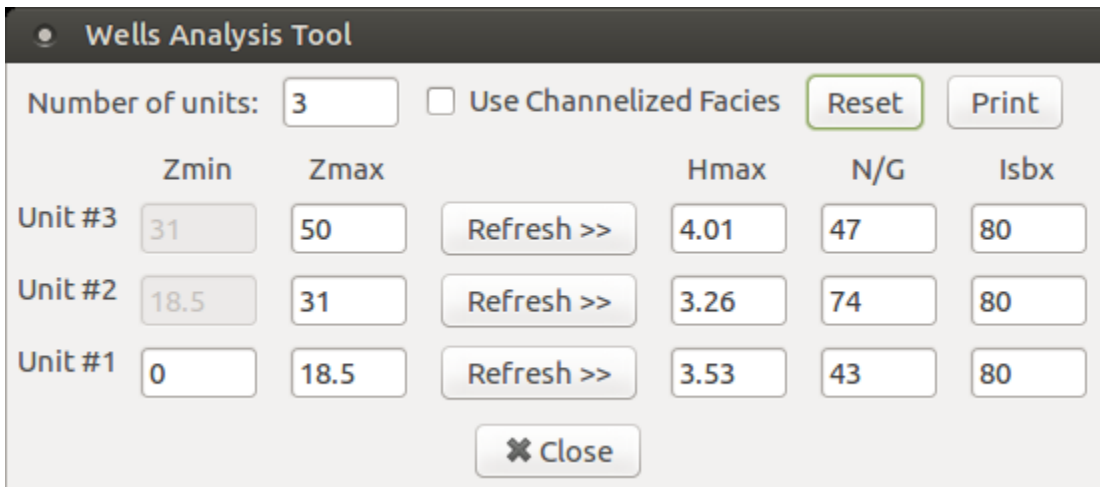 Wells Analysis Tool
Number of units: 3 Use Channelized Facies Reset Print
Zmin Zmax Hmax N/G Isbx
Unit #3 31 50 Refresh >> 4.01 47 80
Unit #2 18.5 31 Refresh >> 3.26 74 80
Unit #1 0 18.5 Refresh >> 3.53 43 80
Close